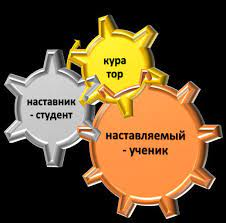 кура
тор
наставник
- студент
наставляемый
- ученик